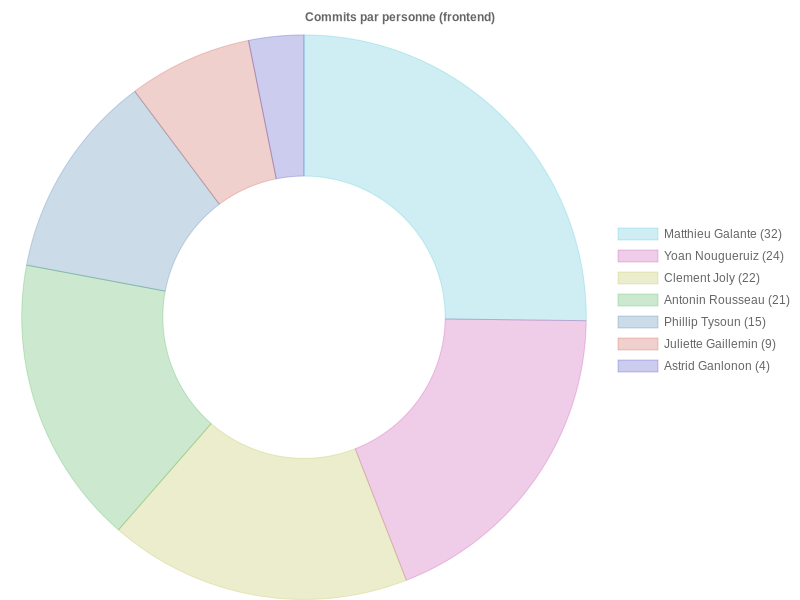 Commits par personne (frontend)
Matthieu Galante (32)
Yoan Nougueruiz (24)
Clement Joly (22)
Antonin Rousseau (21)
Phillip Tysoun (15)
Juliette Gaillemin (9)
Astrid Ganlonon (4)